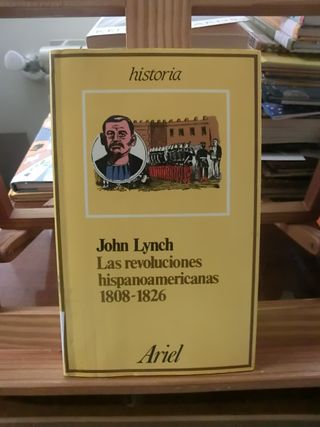 historia
John Lynch
Las revoluciones
hispanoamericanas
1808-1826
Ariel